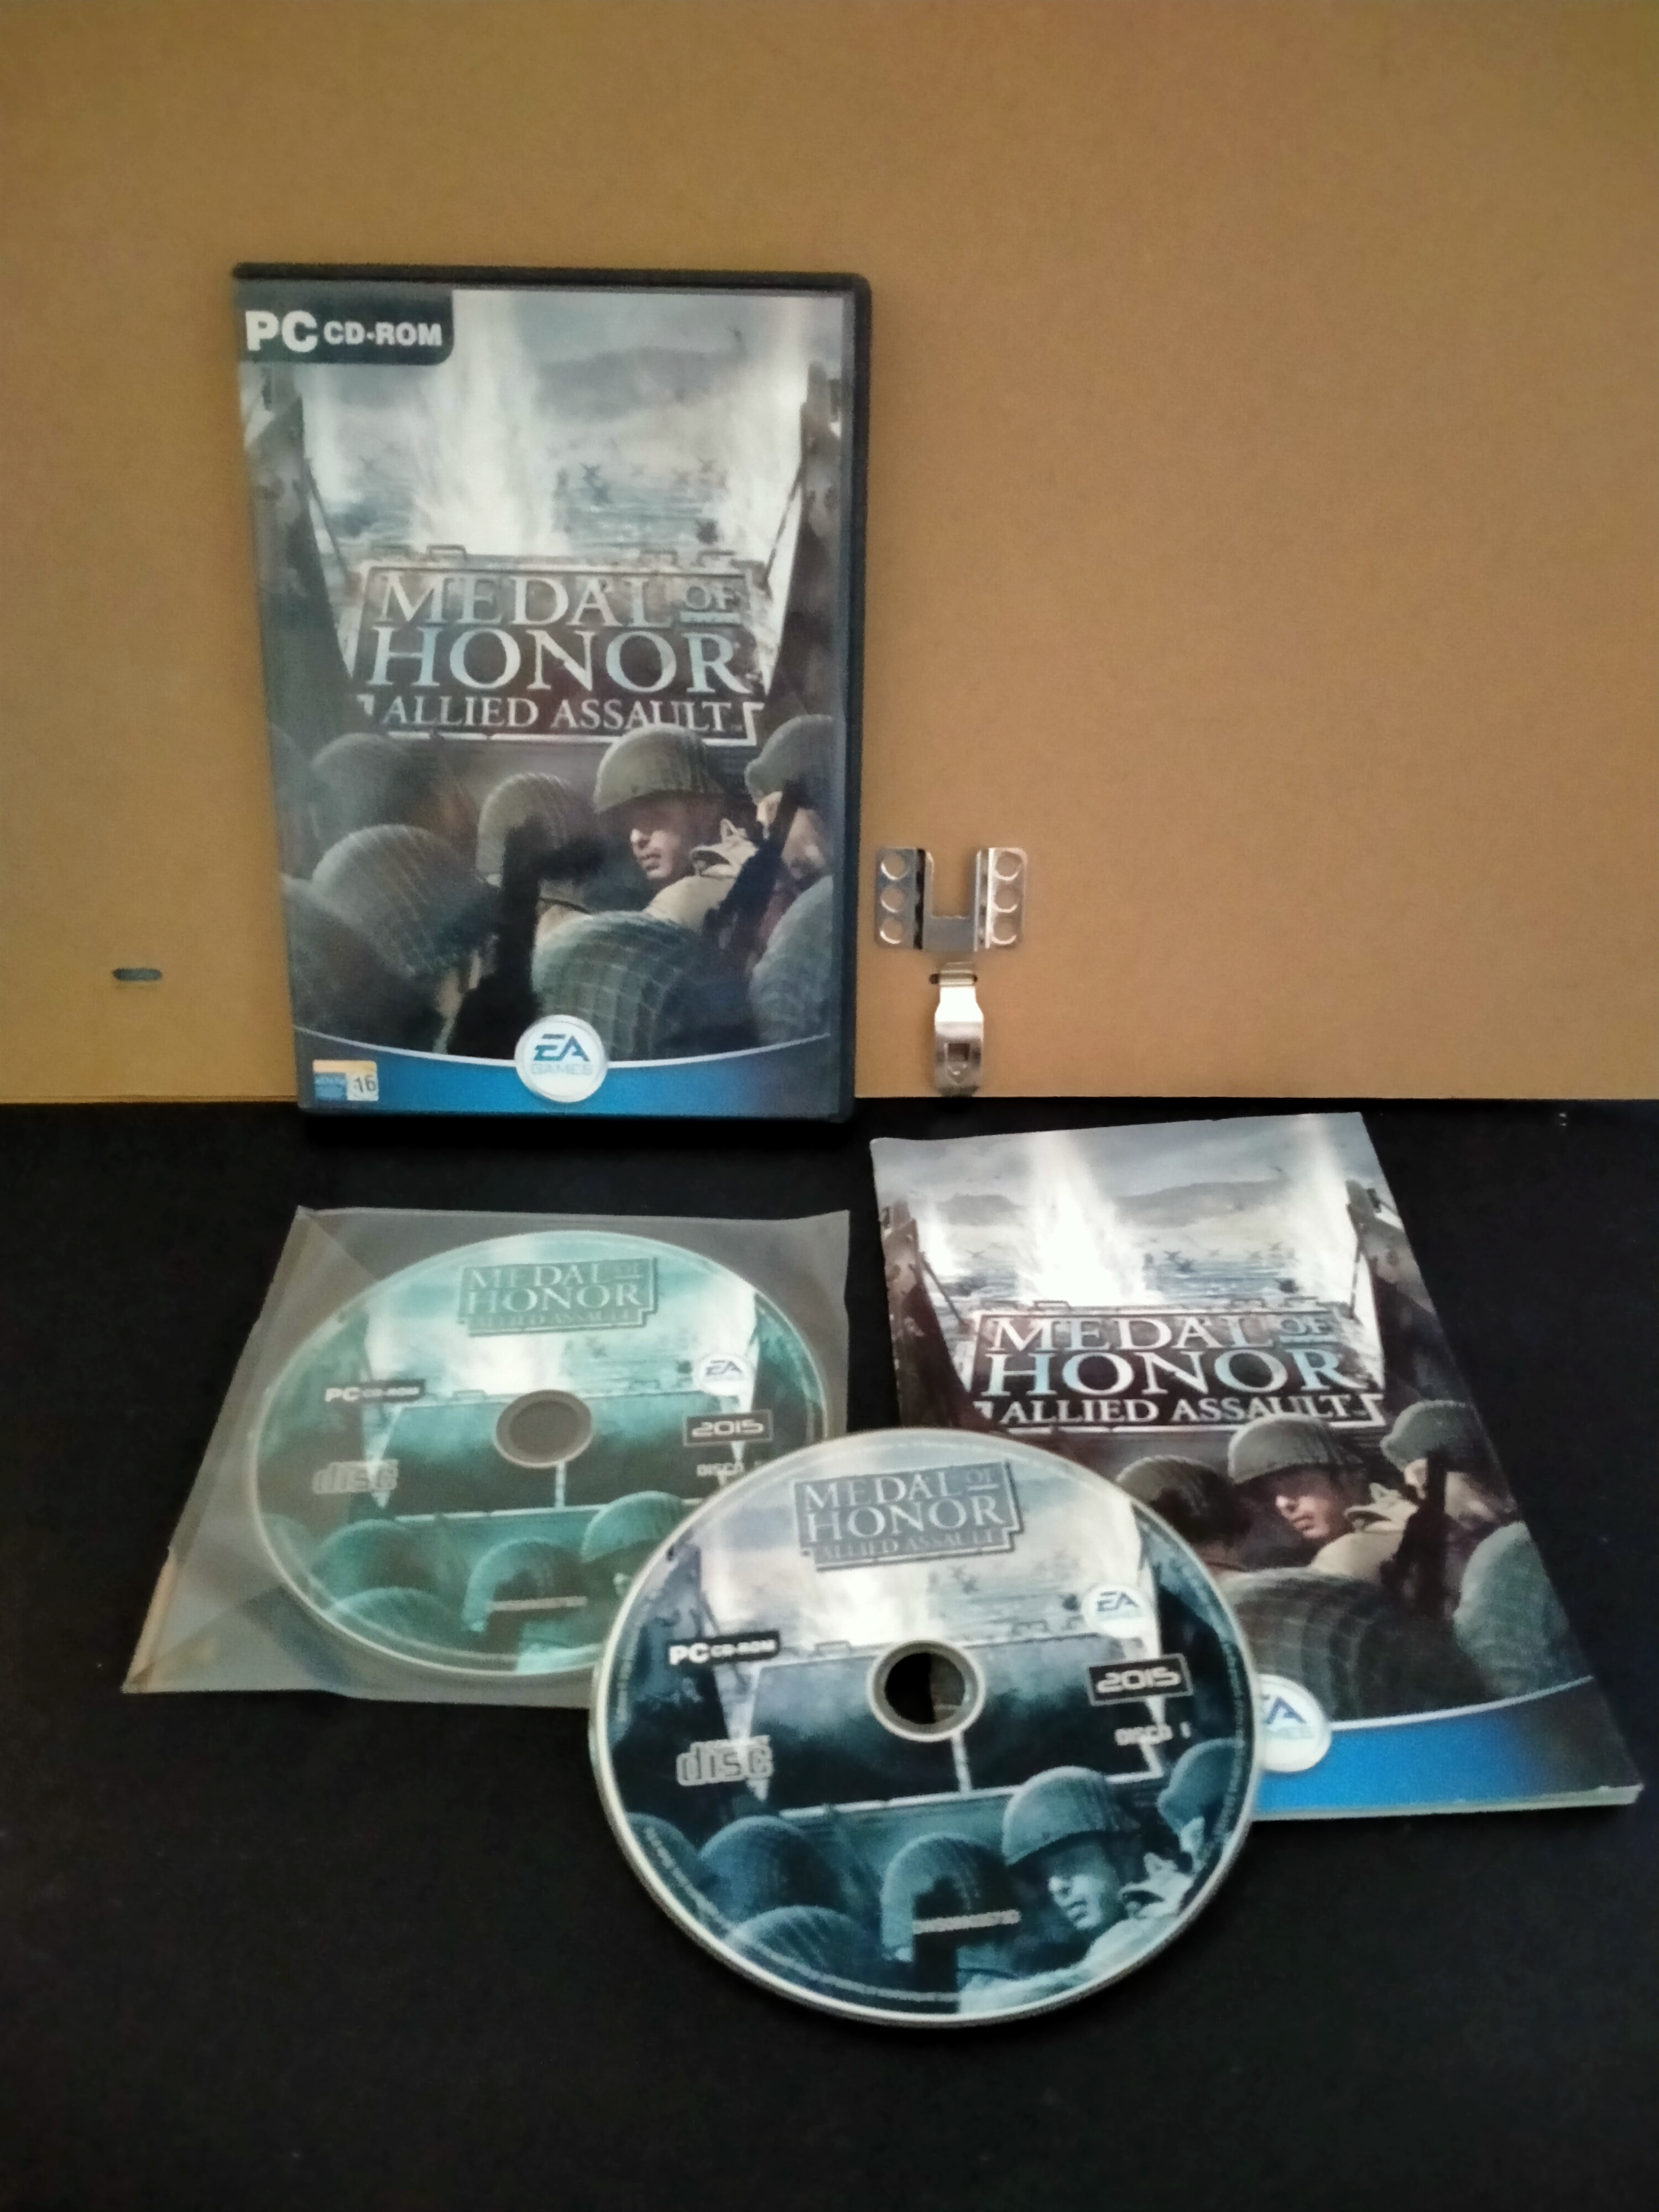 PC CD-ROM
MEDAL OF
HONOR
ALLIED ASSAULT
EA
GAMES
16
MEDAL OF
HONOR
ALLIED ASSAULT
EA
PC CD-ROM
2015
disc
DISCO
MEDAL OF
HONOR
ALLIED ASSAULT
EA
MEDAL OF
HONOR
ALLIED ASSAULT
EA
PC CD-ROM
2015
DISCO 1
disc